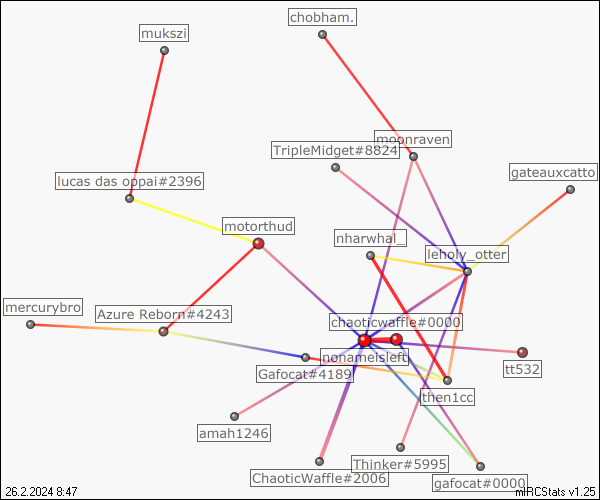 chobham.
mukszi
moonraven
TripleMidget#8824
gateauxcatto
lucas das oppai#2396
motorthud
nharwhal_
leholy_otter
mercurybro
Azure Reborn#4243
chaoticwaffle#0000
nonameisleft
Gafocat#4189
tt532
then1cc
amah1246
Thinker#5995
ChaoticWaffle#2006
gafocat#0000
26.2.2024 8:47
mIRCStats v1.25